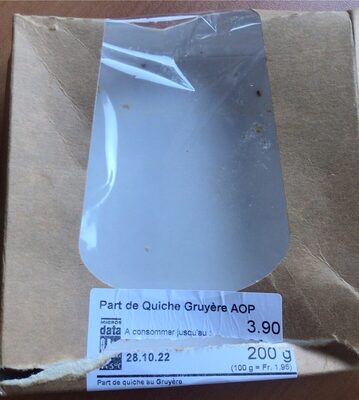 Part de Quiche Gruyère AOP
MIGROS
data
A consommer jusqu'au :
3.90
28.10.22
200 g
(100 g = Fr. 1.95)
Part de quiche au Gruyère